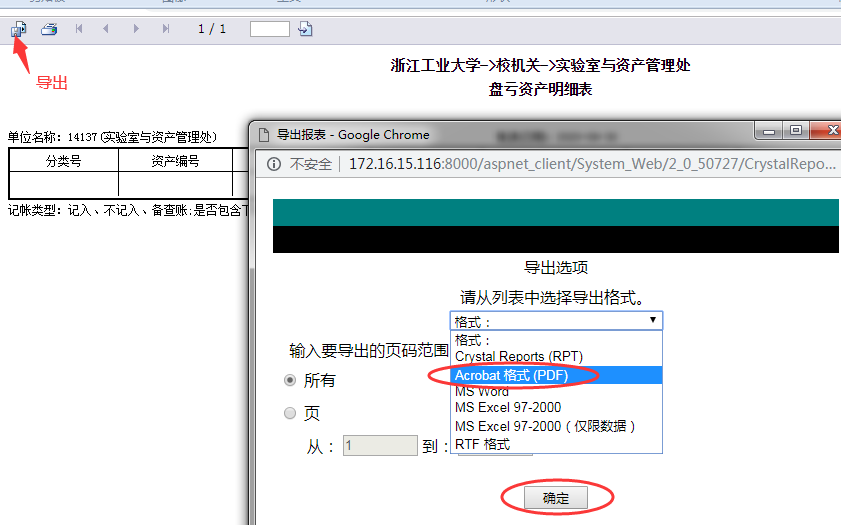 1 / 1
导出
浙江工业大学->校机关->实验室与资产管理处
盘亏资产明细表
单位名称：14137(实验室与资产管理处)
分类号 资产编号
记帐类型：记入、不记入、备查账;是否包含下
导出报表 - Google Chrome
不安全 | 172.16.15.116:8000/aspnet_client/System_Web/2_0_50727/CrystalRepo...
导出选项
请从列表中选择导出格式。
格式：
输入要导出的页码范围
格式：
Crystal Reports (RPT)
Acrobat 格式 (PDF)
MS Word
MS Excel 97-2000
MS Excel 97-2000（仅限数据）
RTF 格式
所有
页
从： 1 到：
确定